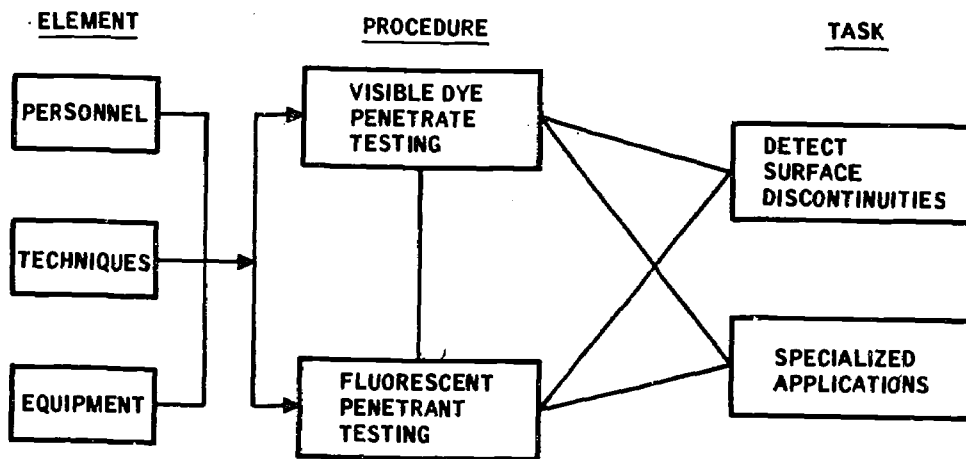 ELEMENT
PROCEDURE
TASK
PERSONNEL
TECHNIQUES
EQUIPMENT
VISIBLE DYE
PENETRATE
TESTING
FLUORESCENT
PENETRANT
TESTING
DETECT
SURFACE
DISCONTINUITIES
SPECIALIZED
APPLICATIONS